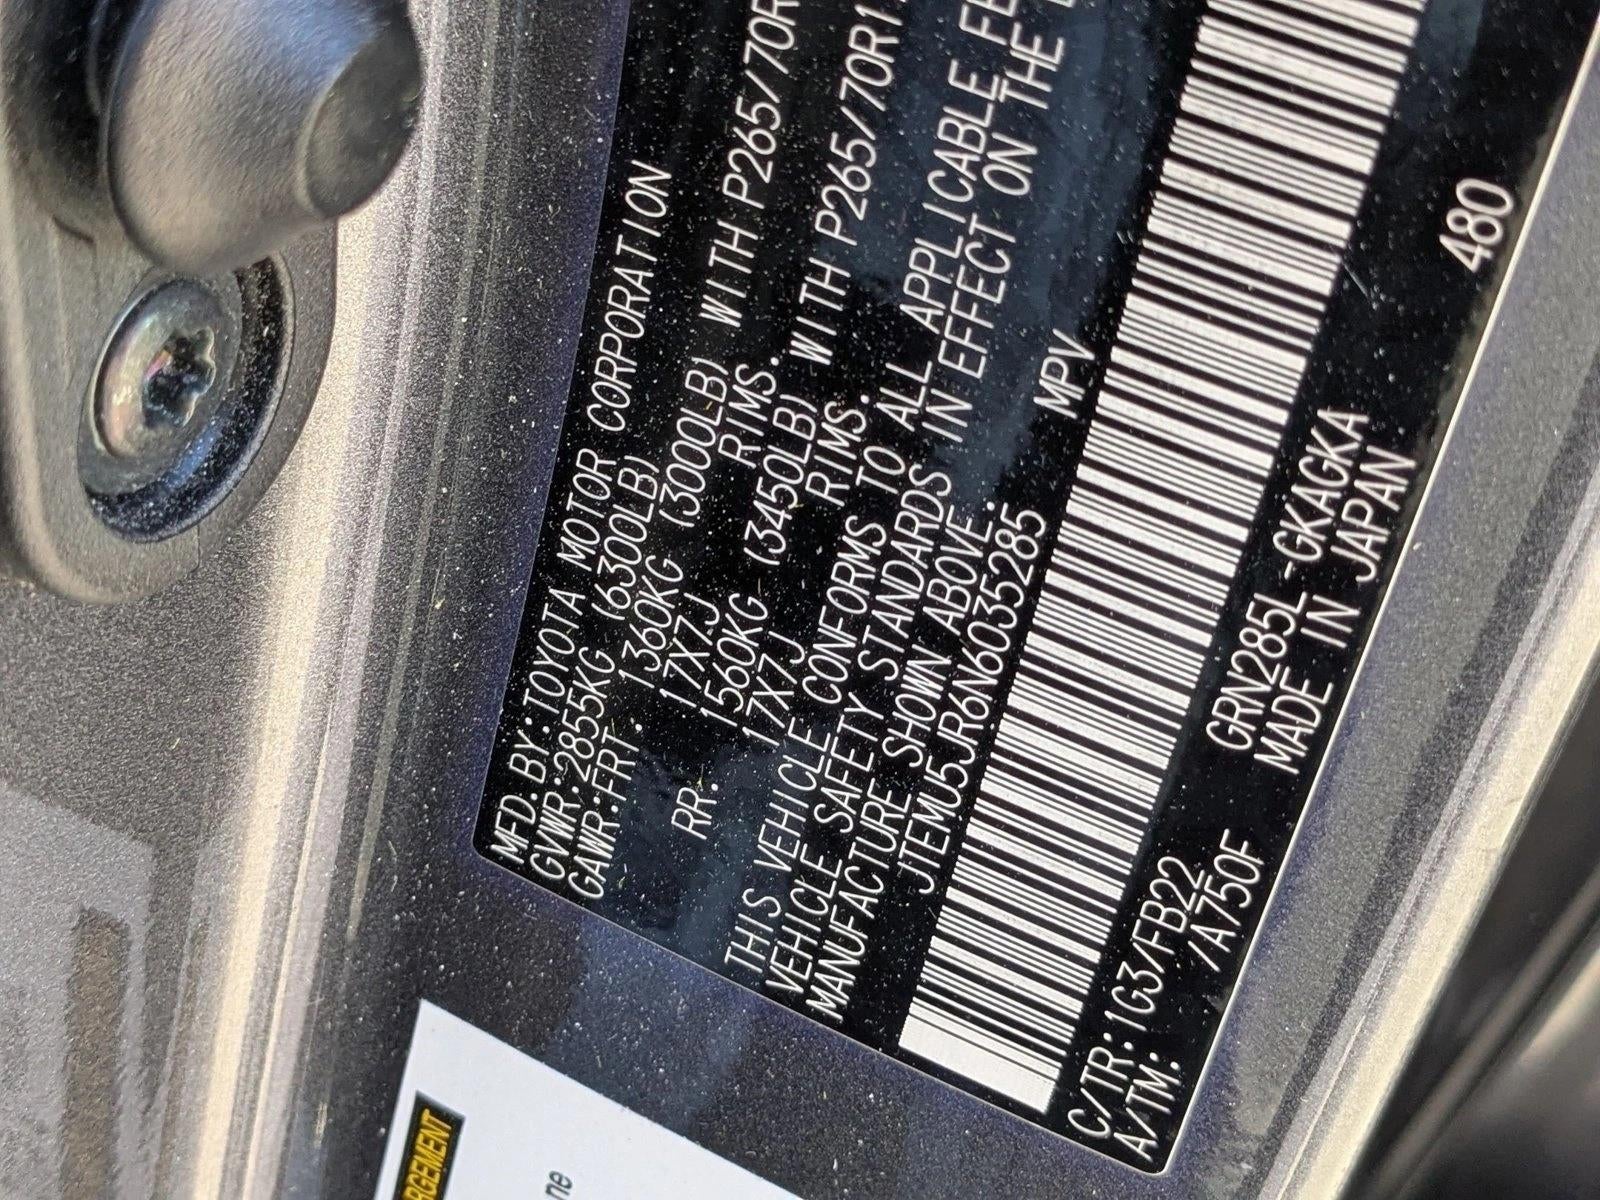 MFD. BY:TOYOTA MOTOR CORPORATION
GVWR:2855KG (6300LB)
GAWR:FRT. 1360KG (3000LB) WITH P265/70R
17X7J RIMS.
RR. 1560KG (3450LB) WITH P265/70R1
17X7J RIMS.
THIS VEHICLE CONFORMS TO ALL APPLICABLE FE
VEHICLE SAFETY STANDARDS IN EFFECT ON THE
MANUFACTURE SHOWN ABOVE.
JTEMU5JR6N6035285 MPV
C/TR:1G3/FB22 GRN285L-GKAGKA 480
A/TM: /A750F MADE IN JAPAN
RGEMENT
ne